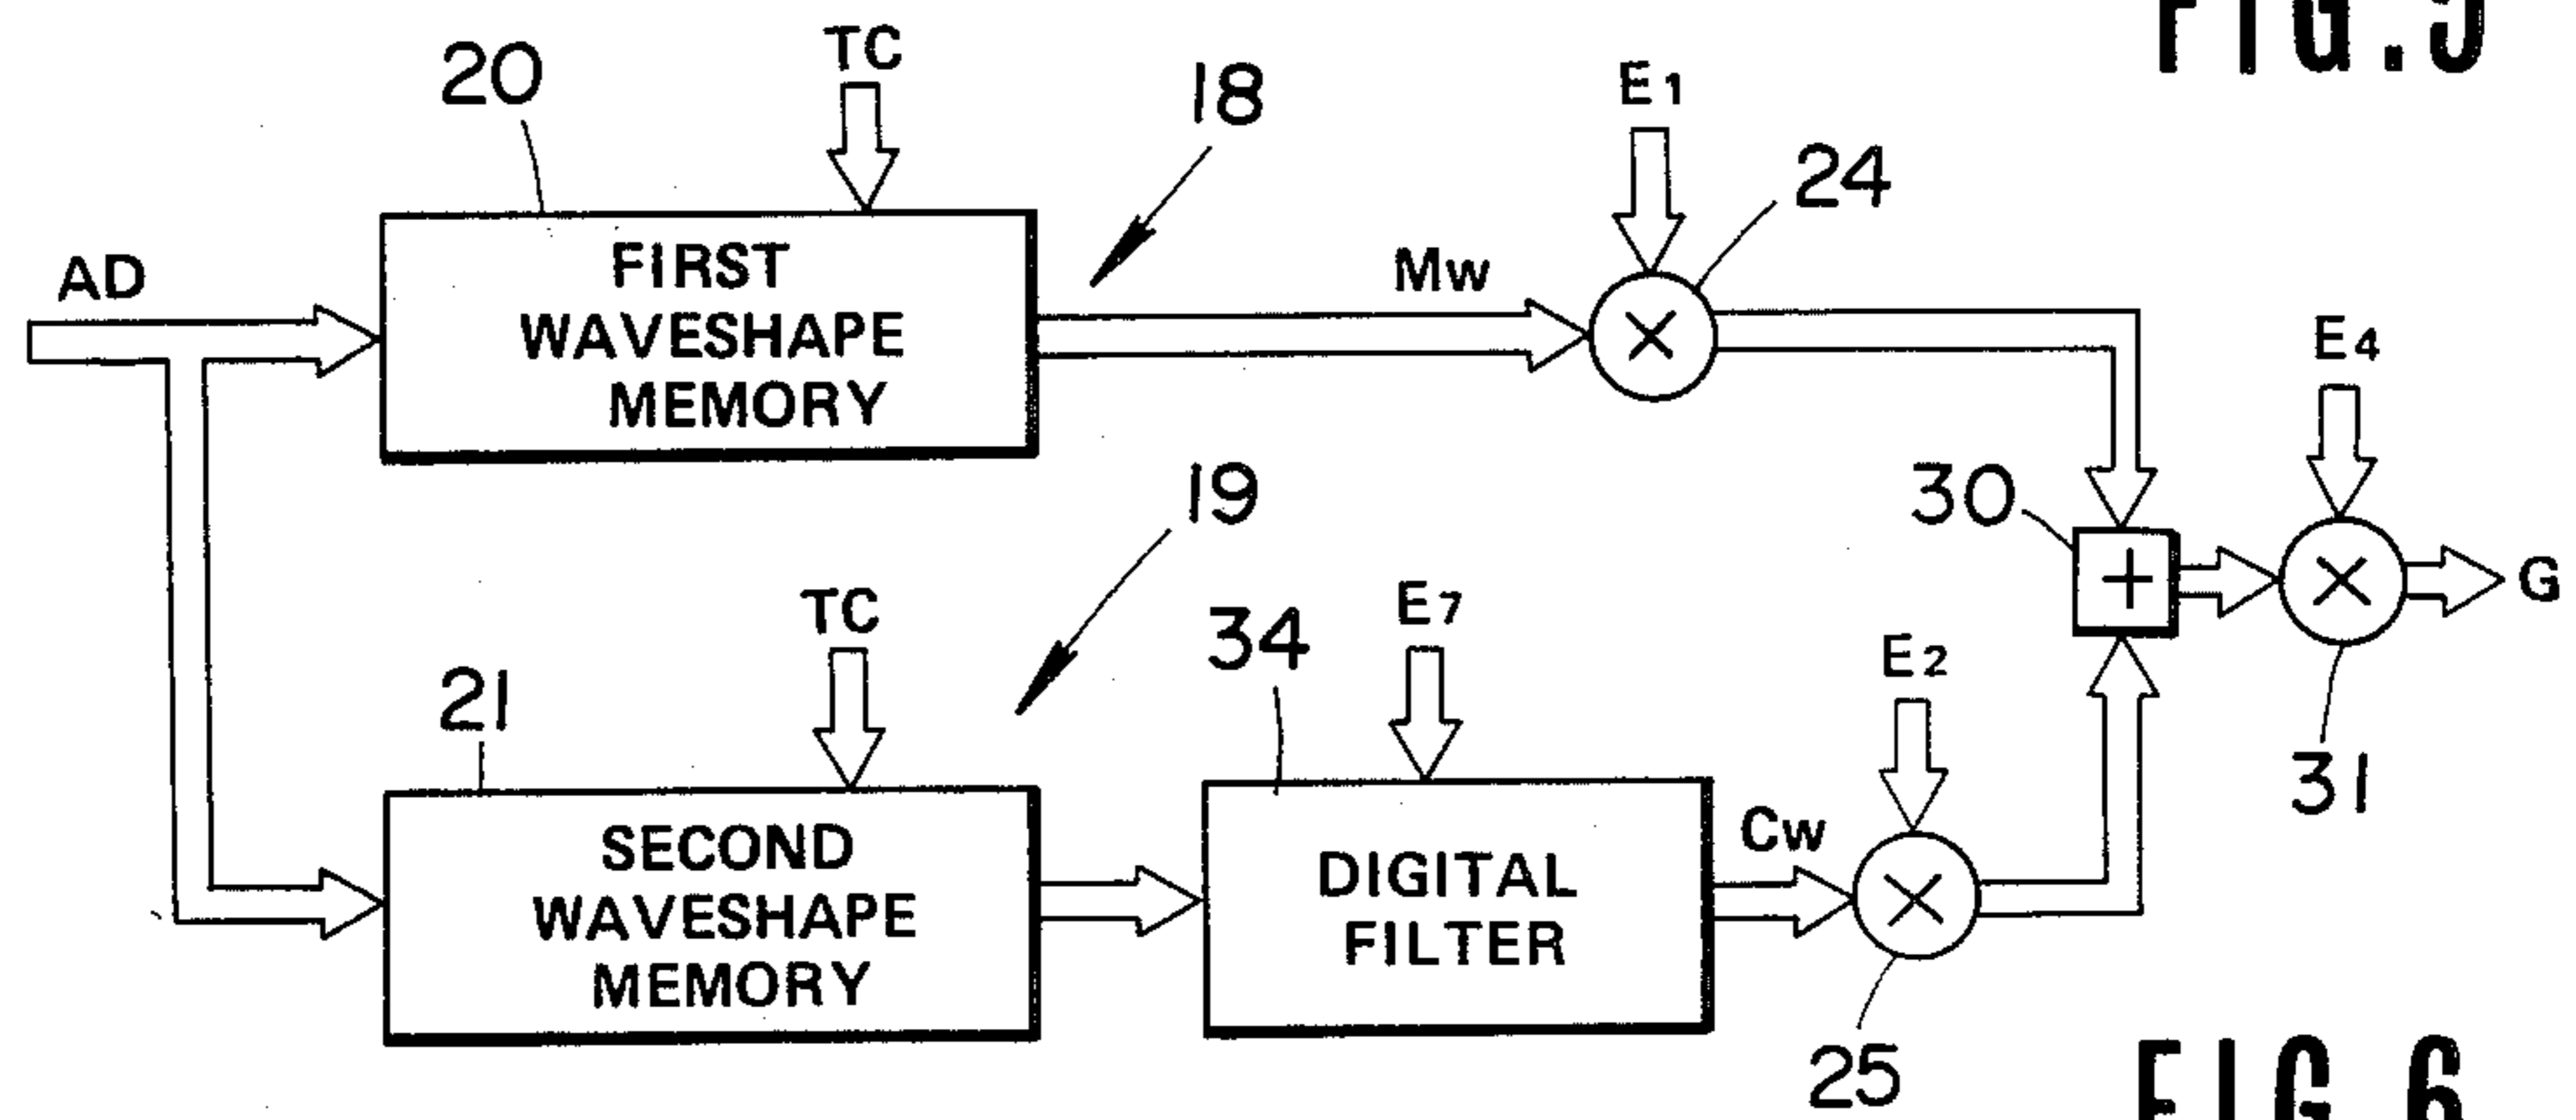 FIG.5
20
TC
18
E1
24
AD
FIRST
WAVESHAPE
MEMORY
Mw
×
E4
30
+
×
G
31
19
TC
21
SECOND
WAVESHAPE
MEMORY
34
E7
DIGITAL
FILTER
Cw
E2
×
25
FIG.6